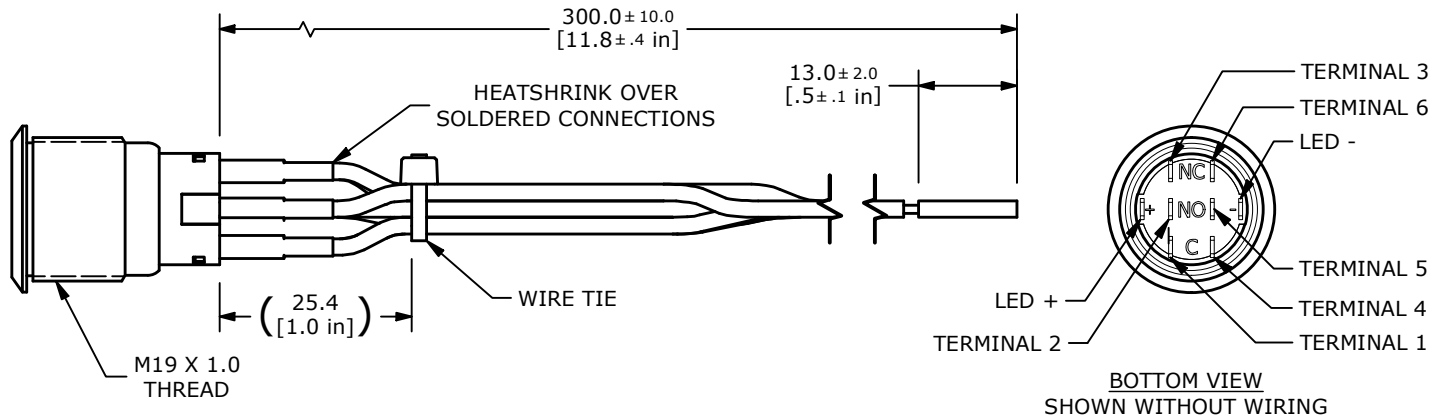 300.0±10.0
[11.8±.4 in]
13.0±2.0
[.5±.1 in]
HEATSHRINK OVER
SOLDERED CONNECTIONS
TERMINAL 3
TERMINAL 6
LED -
NC
+ NO -
C
TERMINAL 5
LED +
TERMINAL 4
TERMINAL 2
TERMINAL 1
(25.4
[1.0 in])
WIRE TIE
M19 X 1.0
THREAD
BOTTOM VIEW
SHOWN WITHOUT WIRING